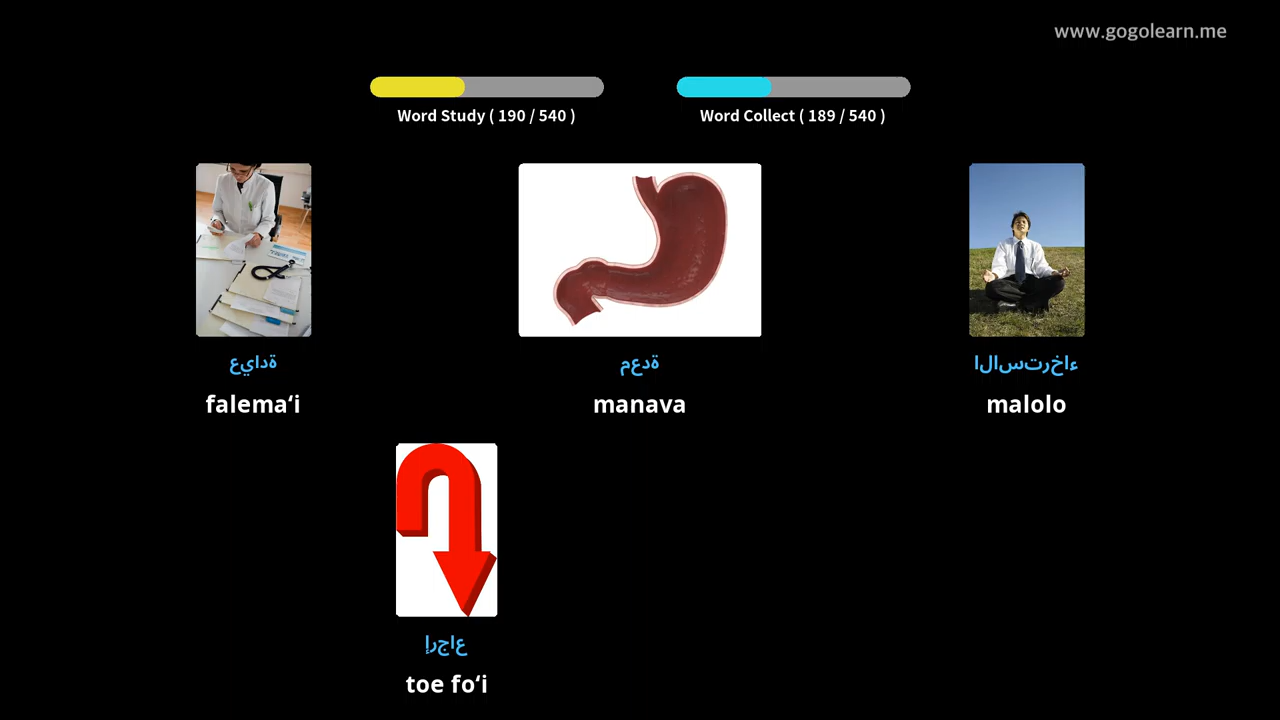 www.gogolearn.me
Word Study ( 190 / 540 )
Word Collect ( 189 / 540 )
عيادة
معدة
الاسترخاء
falema‘i
manava
malolo
إرجاع
toe fo‘i